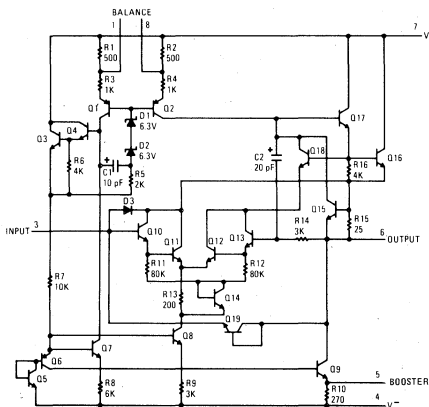 BALANCE
1 8
7 V
R1
500
R2
500
R3
1K
R4
1K
Q1
Q2
D1
6.3V
Q3
Q4
Q17
D2
6.3V
Q18
R6
4K
C1
10 pF
R5
2K
C2
20 pF
R16
4K
Q16
D3
Q15
INPUT 3
Q10
Q11
Q12
Q13
R14
3K
R15
25
6 OUTPUT
R11
80K
R12
80K
R7
10K
Q14
R13
200
Q19
Q6
Q7
Q8
Q9
Q5
5 BOOSTER
R8
6K
R9
3K
R10
270
4 V−